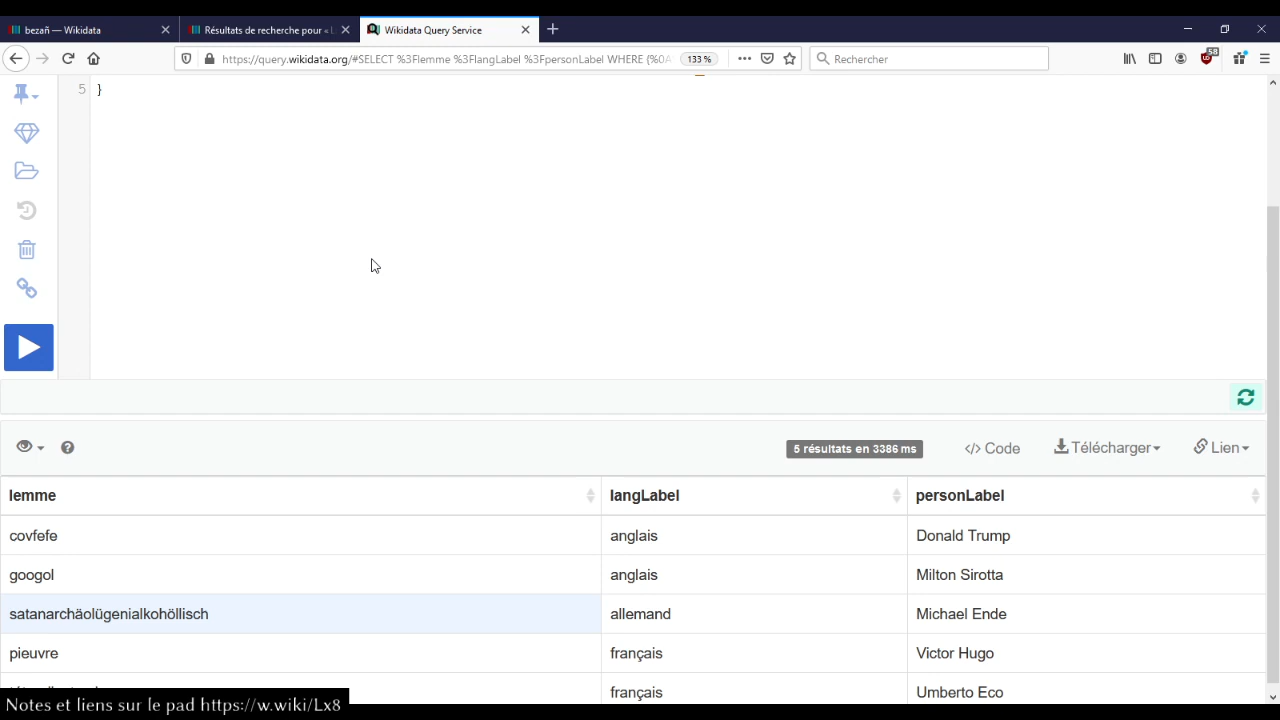 bezañ — Wikidata
Résultats de recherche pour « L
Wikidata Query Service
https://query.wikidata.org/#SELECT %3Flemme %3FlangLabel %3FpersonLabel WHERE {%0A
133 %
Rechercher
58
5 }
5 résultats en 3386 ms
</> Code
Télécharger
Lien
lemme langLabel personLabel
covfefe anglais Donald Trump
googol anglais Milton Sirotta
satanarchäolügenialkohöllisch allemand Michael Ende
pieuvre français Victor Hugo
français Umberto Eco
Notes et liens sur le pad https://w.wiki/Lx8